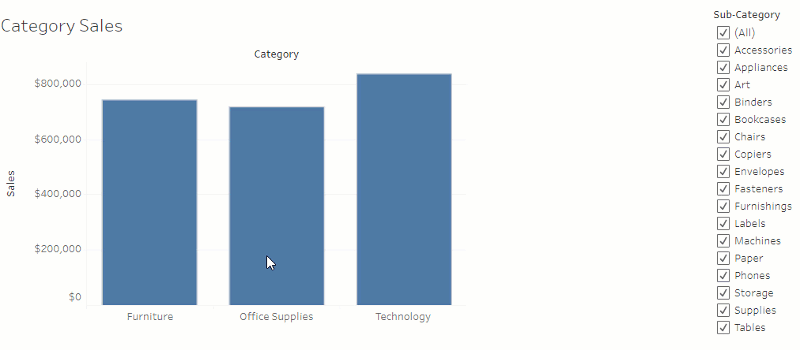 Category Sales
Category
Sales
$800,000
$600,000
$400,000
$200,000
$0
Furniture
Office Supplies
Technology
Sub-Category
(All)
Accessories
Appliances
Art
Binders
Bookcases
Chairs
Copiers
Envelopes
Fasteners
Furnishings
Labels
Machines
Paper
Phones
Storage
Supplies
Tables